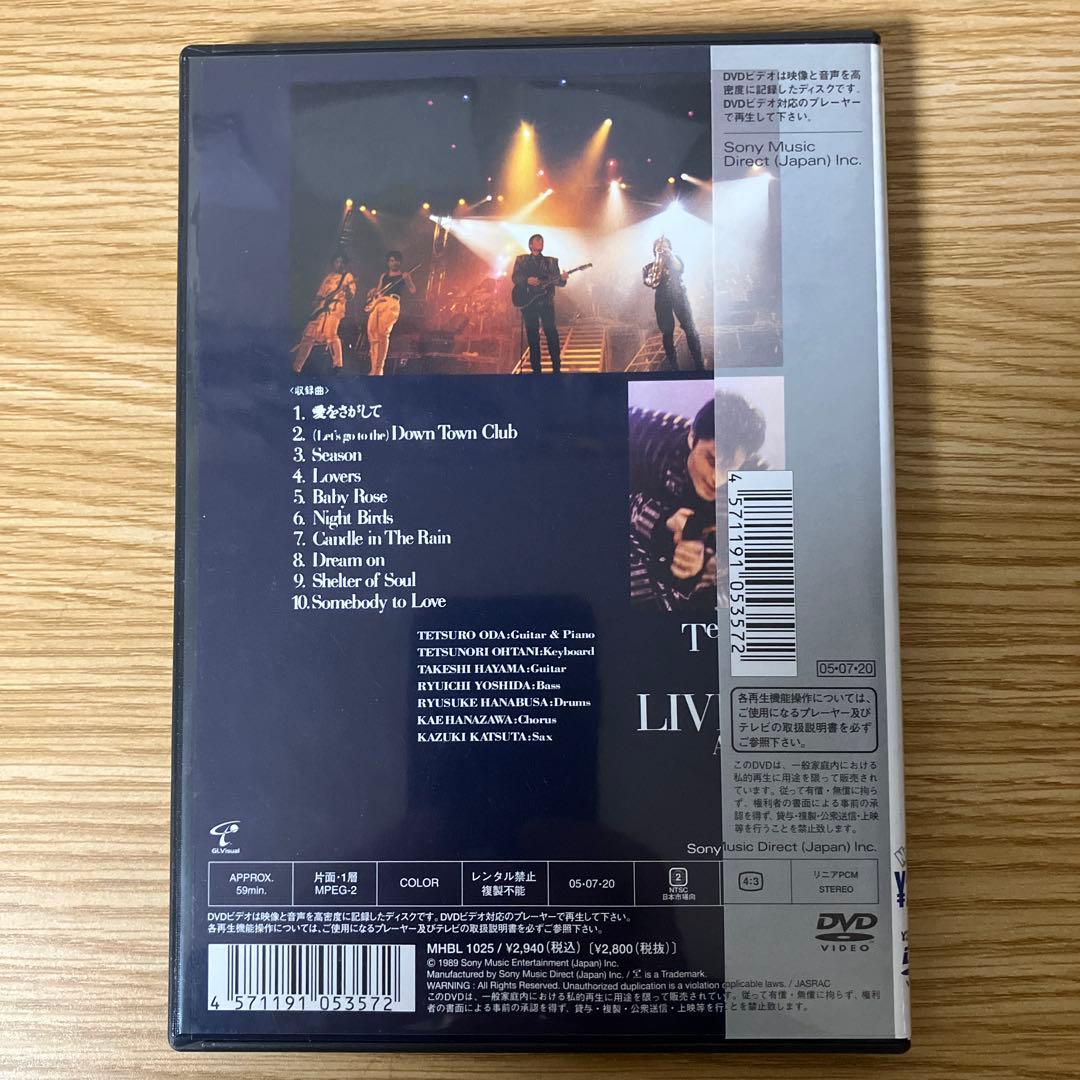 DVDビデオは映像と音声を高
密度に記録したディスクです。
DVDビデオ対応のプレーヤー
で再生して下さい。
Sony Music
Direct (Japan) Inc.
〈収録曲〉
1. 愛をさがして
2. (Let's go to the) Down Town Club
3. Season
4. Lovers
5. Baby Rose
6. Night Birds
7. Candle in The Rain
8. Dream on
9. Shelter of Soul
10. Somebody to Love
TETSURO ODA:Guitar & Piano
TETSUNORI OHTANI:Keyboard
TAKESHI HAYAMA:Guitar
RYUICHI YOSHIDA:Bass
RYUSUKE HANABUSA:Drums
KAE HANAZAWA:Chorus
KAZUKI KATSUTA:Sax
Te
LIV
A
4 571191 053572
05・07・20
各再生機能操作については、
ご使用になるプレーヤー及び
テレビの取扱説明書を必ず
ご参照下さい。
このDVDは、一般家庭内における
私的再生に用途を限って販売され
ています。従って有償・無償に拘ら
ず、権利者の書面による事前の承
認を得ず、貸与・複製・公衆送信・上映
等を行うことを禁止致します。
Sony Music Direct (Japan) Inc.
GLVisual
APPROX.
59min.
片面・1層
MPEG-2
COLOR
レンタル禁止
複製不能
05・07・20
2
NTSC
日本市場向
4:3
リニアPCM
STEREO
DVDビデオは映像と音声を高密度に記録したディスクです。DVDビデオ対応のプレーヤーで再生して下さい。
各再生機能操作については、ご使用になるプレーヤー及びテレビの取扱説明書を必ずご参照下さい。
DVD
VIDEO
4 571191 053572
MHBL 1025 / ¥2,940(税込) 〔¥2,800(税抜)〕
© 1989 Sony Music Entertainment (Japan) Inc.
Manufactured by Sony Music Direct (Japan) Inc. / is a Trademark.
WARNING : All Rights Reserved. Unauthorized duplication is a violation applicable laws. / JASRAC
このDVDは、一般家庭内における私的再生に用途を限って販売されています。従って有償・無償に拘らず、権利
者の書面による事前の承認を得ず、貸与・複製・公衆送信・上映等を行うことを禁止致します。